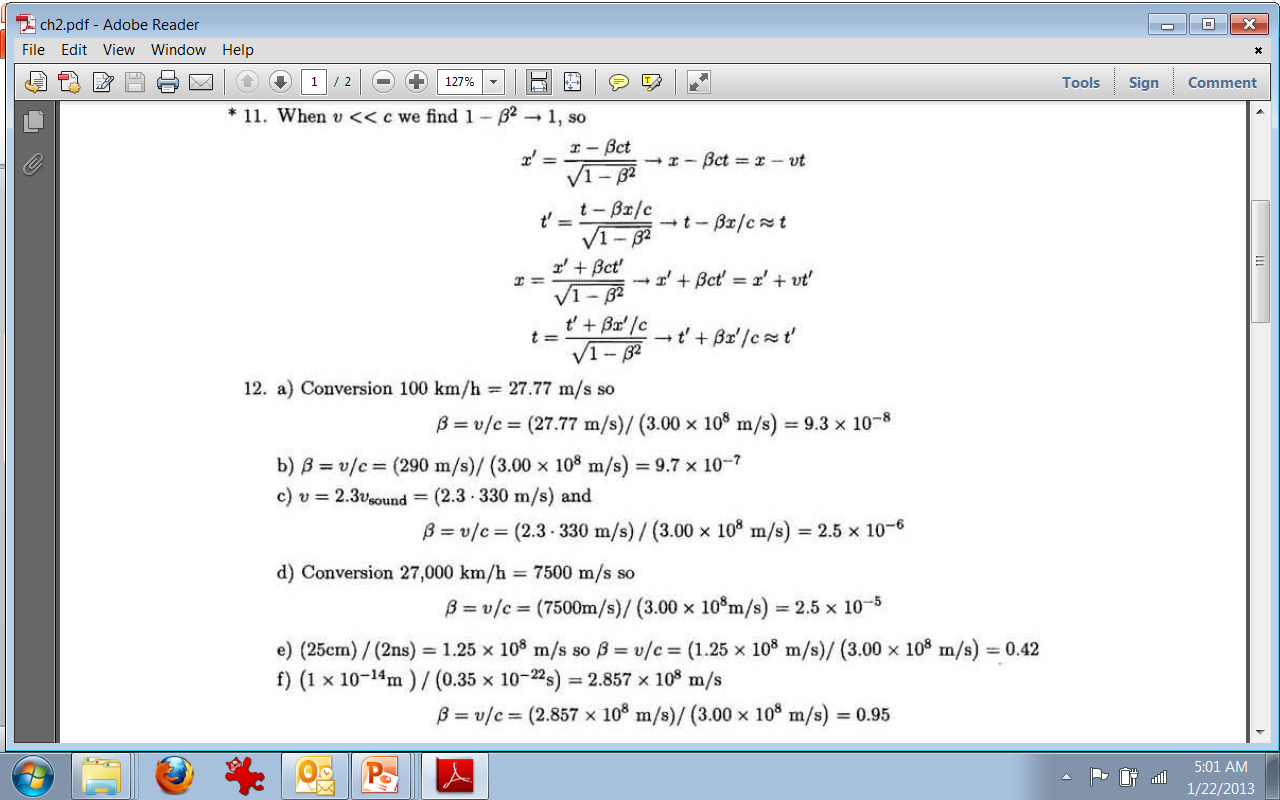 ch2.pdf - Adobe Reader
File Edit View Window Help
1 / 2 127% Tools Sign Comment
* 11. When v << c we find 1 − β² → 1, so
x′ = (x − βct) / √(1 − β²) → x − βct = x − vt
t′ = (t − βx/c) / √(1 − β²) → t − βx/c ≈ t
x = (x′ + βct′) / √(1 − β²) → x′ + βct′ = x′ + vt′
t = (t′ + βx′/c) / √(1 − β²) → t′ + βx′/c ≈ t′
12. a) Conversion 100 km/h = 27.77 m/s so
β = v/c = (27.77 m/s)/ (3.00 × 10⁸ m/s) = 9.3 × 10⁻⁸
b) β = v/c = (290 m/s)/ (3.00 × 10⁸ m/s) = 9.7 × 10⁻⁷
c) v = 2.3v_sound = (2.3 · 330 m/s) and
β = v/c = (2.3 · 330 m/s) / (3.00 × 10⁸ m/s) = 2.5 × 10⁻⁶
d) Conversion 27,000 km/h = 7500 m/s so
β = v/c = (7500m/s)/ (3.00 × 10⁸m/s) = 2.5 × 10⁻⁵
e) (25cm) / (2ns) = 1.25 × 10⁸ m/s so β = v/c = (1.25 × 10⁸ m/s)/ (3.00 × 10⁸ m/s) = 0.42
f) (1 × 10⁻¹⁴m ) / (0.35 × 10⁻²²s) = 2.857 × 10⁸ m/s
β = v/c = (2.857 × 10⁸ m/s)/ (3.00 × 10⁸ m/s) = 0.95
5:01 AM
1/22/2013